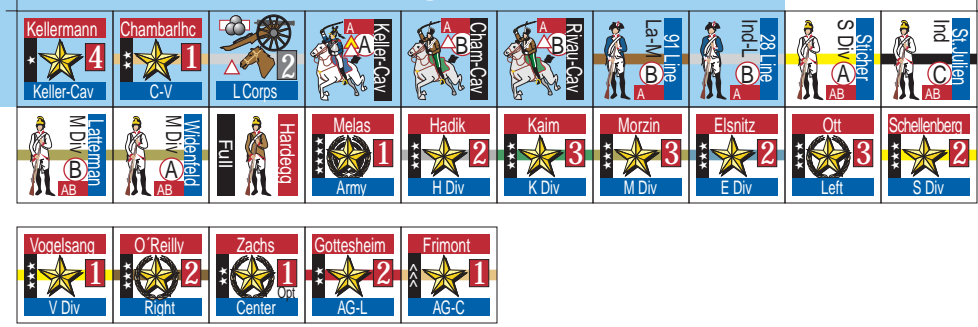 Kellermann
4
Keller-Cav
Chambarlhc
1
C-V
2
L Corps
A
A
Keller-Cav
A
B
Cham-Cav
A
B
Rivau-Cav
91 Line
La-M
B
A
28 Line
Ind-L
B
A
Sticher
S Div
A
AB
St.Julien
Ind
C
AB
Latterman
M Div
B
AB
Wigenfeld
M Div
A
AB
Hardegg
Full
Melas
1
Army
Hadik
2
H Div
Kaim
3
K Div
Morzin
3
M Div
Elsnitz
2
E Div
Ott
3
Left
Schellenberg
2
S Div
Vogelsang
1
V Div
O´Reilly
2
Right
Zachs
1
Opt
Center
Gottesheim
2
AG-L
Frimont
<<<
1
AG-C